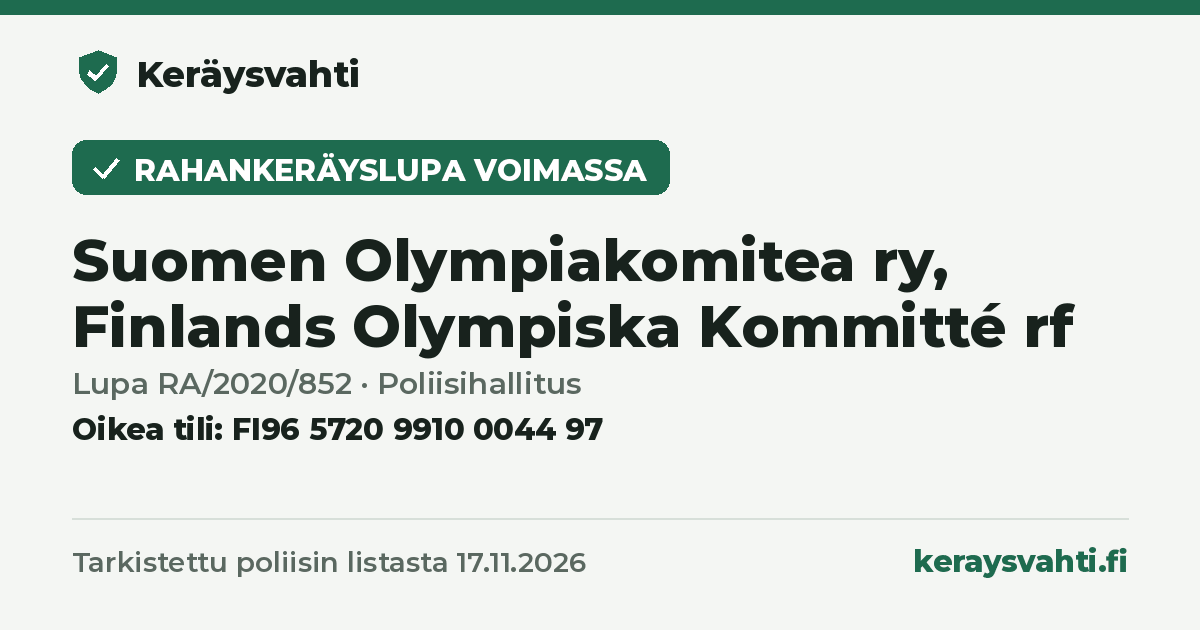 Keräysvahti
RAHANKERÄYSLUPA VOIMASSA
Suomen Olympiakomitea ry,
Finlands Olympiska Kommitté rf
Lupa RA/2020/852 · Poliisihallitus
Oikea tili: FI96 5720 9910 0044 97
Tarkistettu poliisin listasta 17.11.2026
keraysvahti.fi